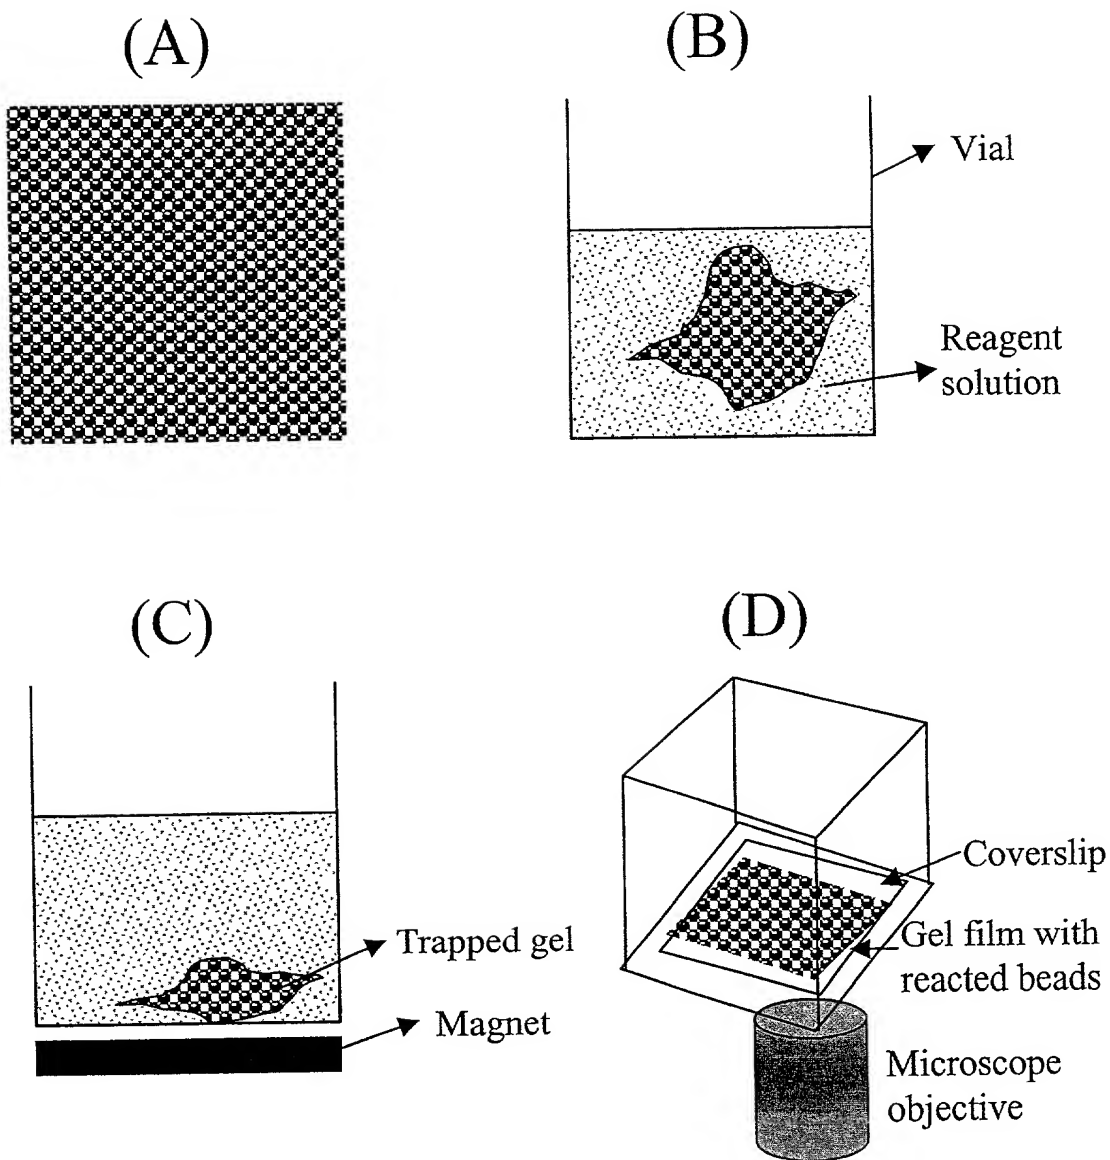 (A)
(B)
Vial
Reagent
solution
(C)
(D)
Coverslip
Gel film with
reacted beads
Trapped gel
Magnet
Microscope
objective